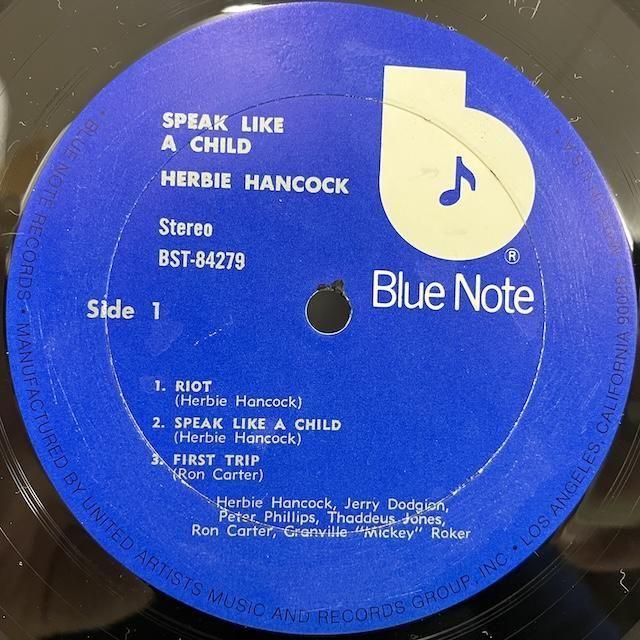 SPEAK LIKE
A CHILD
HERBIE HANCOCK
Stereo
BST-84279
Side 1
b
®
Blue Note
1. RIOT
(Herbie Hancock)
2. SPEAK LIKE A CHILD
(Herbie Hancock)
3. FIRST TRIP
(Ron Carter)
Herbie Hancock, Jerry Dodgion,
Peter Phillips, Thaddeus Jones,
Ron Carter, Granville "Mickey" Roker
• BLUE NOTE RECORDS • MANUFACTURED BY UNITED ARTISTS MUSIC AND RECORDS GROUP, INC. • LOS ANGELES, CALIFORNIA 90028 MADE IN U.S.A.